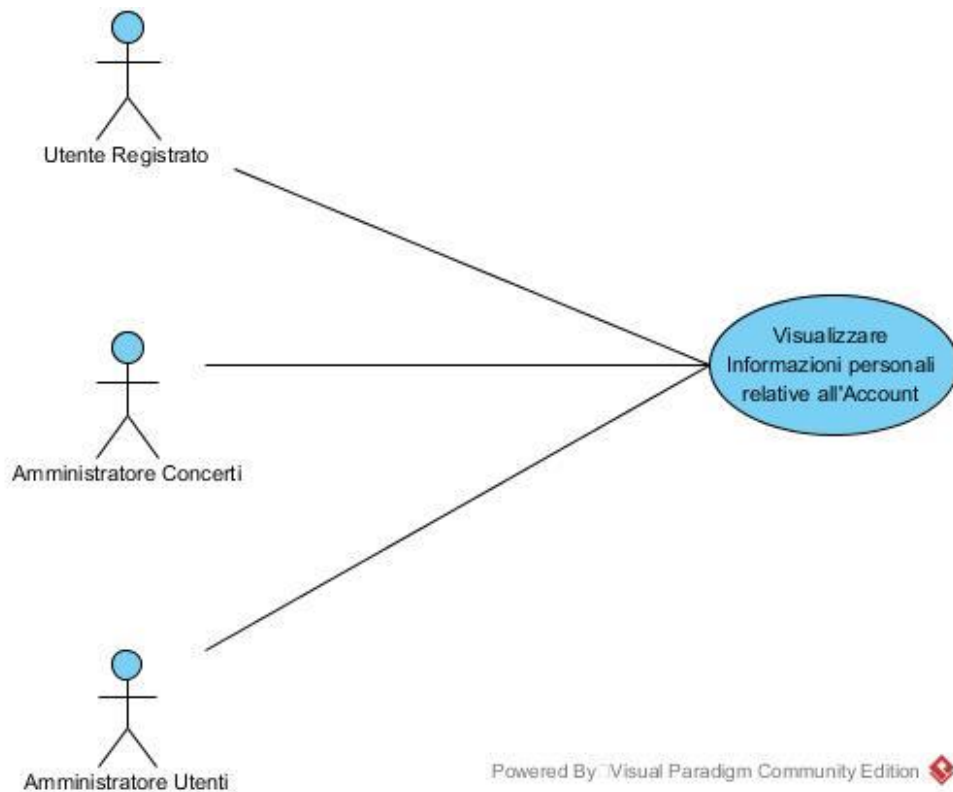 Utente Registrato
Visualizzare
Informazioni personali
relative all'Account
Amministratore Concerti
Amministratore Utenti
Powered By Visual Paradigm Community Edition